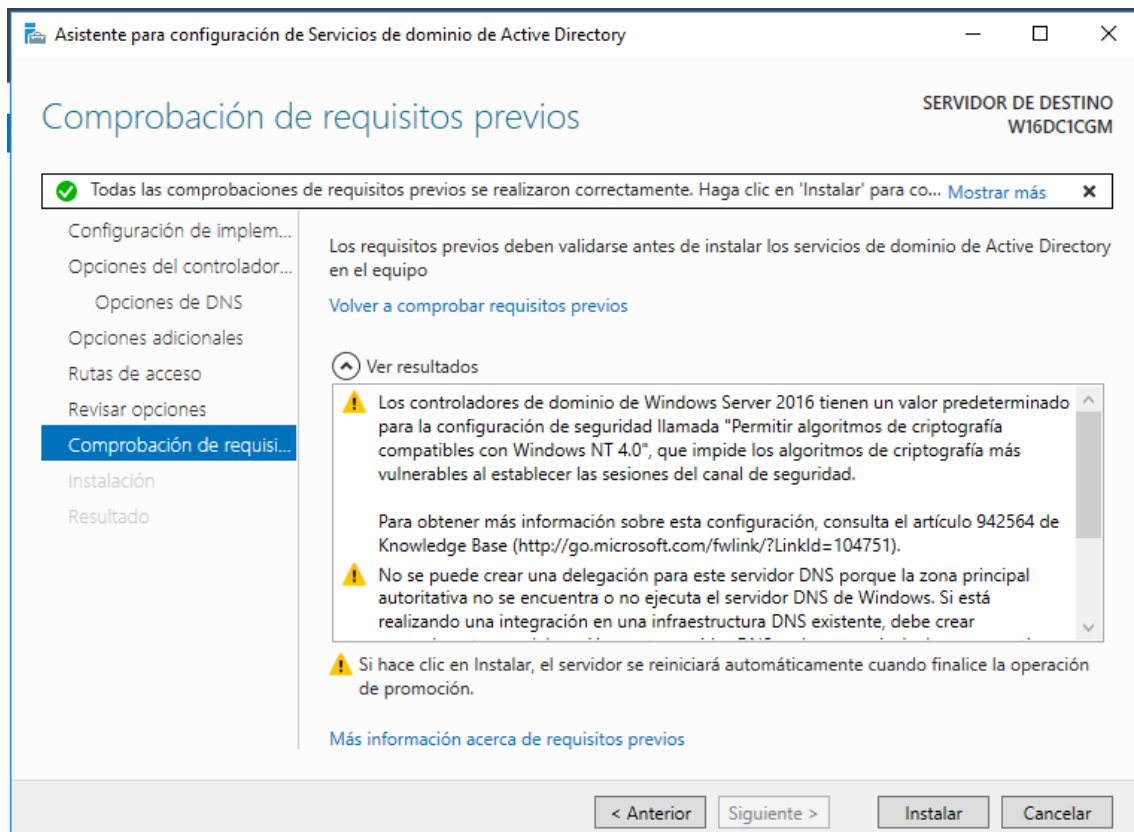 Asistente para configuración de Servicios de dominio de Active Directory
Comprobación de requisitos previos
SERVIDOR DE DESTINO
W16DC1CGM
Todas las comprobaciones de requisitos previos se realizaron correctamente. Haga clic en 'Instalar' para co... Mostrar más
Configuración de implem...
Opciones del controlador...
Opciones de DNS
Opciones adicionales
Rutas de acceso
Revisar opciones
Comprobación de requisi...
Instalación
Resultado
Los requisitos previos deben validarse antes de instalar los servicios de dominio de Active Directory
en el equipo
Volver a comprobar requisitos previos
Ver resultados
Los controladores de dominio de Windows Server 2016 tienen un valor predeterminado
para la configuración de seguridad llamada "Permitir algoritmos de criptografía
compatibles con Windows NT 4.0", que impide los algoritmos de criptografía más
vulnerables al establecer las sesiones del canal de seguridad.
Para obtener más información sobre esta configuración, consulta el artículo 942564 de
Knowledge Base (http://go.microsoft.com/fwlink/?LinkId=104751).
No se puede crear una delegación para este servidor DNS porque la zona principal
autoritativa no se encuentra o no ejecuta el servidor DNS de Windows. Si está
realizando una integración en una infraestructura DNS existente, debe crear
Si hace clic en Instalar, el servidor se reiniciará automáticamente cuando finalice la operación
de promoción.
Más información acerca de requisitos previos
< Anterior
Siguiente >
Instalar
Cancelar